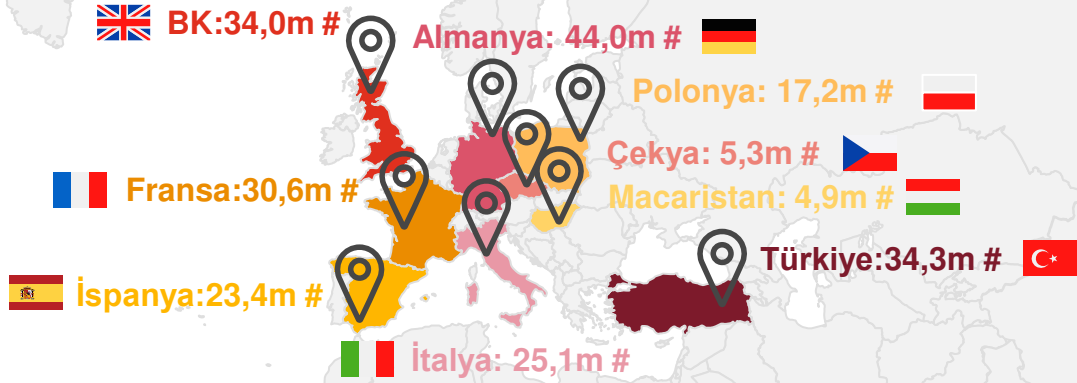 BK:34,0m #
Almanya: 44,0m #
Polonya: 17,2m #
Çekya: 5,3m #
Fransa:30,6m #
Macaristan: 4,9m #
Türkiye:34,3m #
İspanya:23,4m #
İtalya: 25,1m #